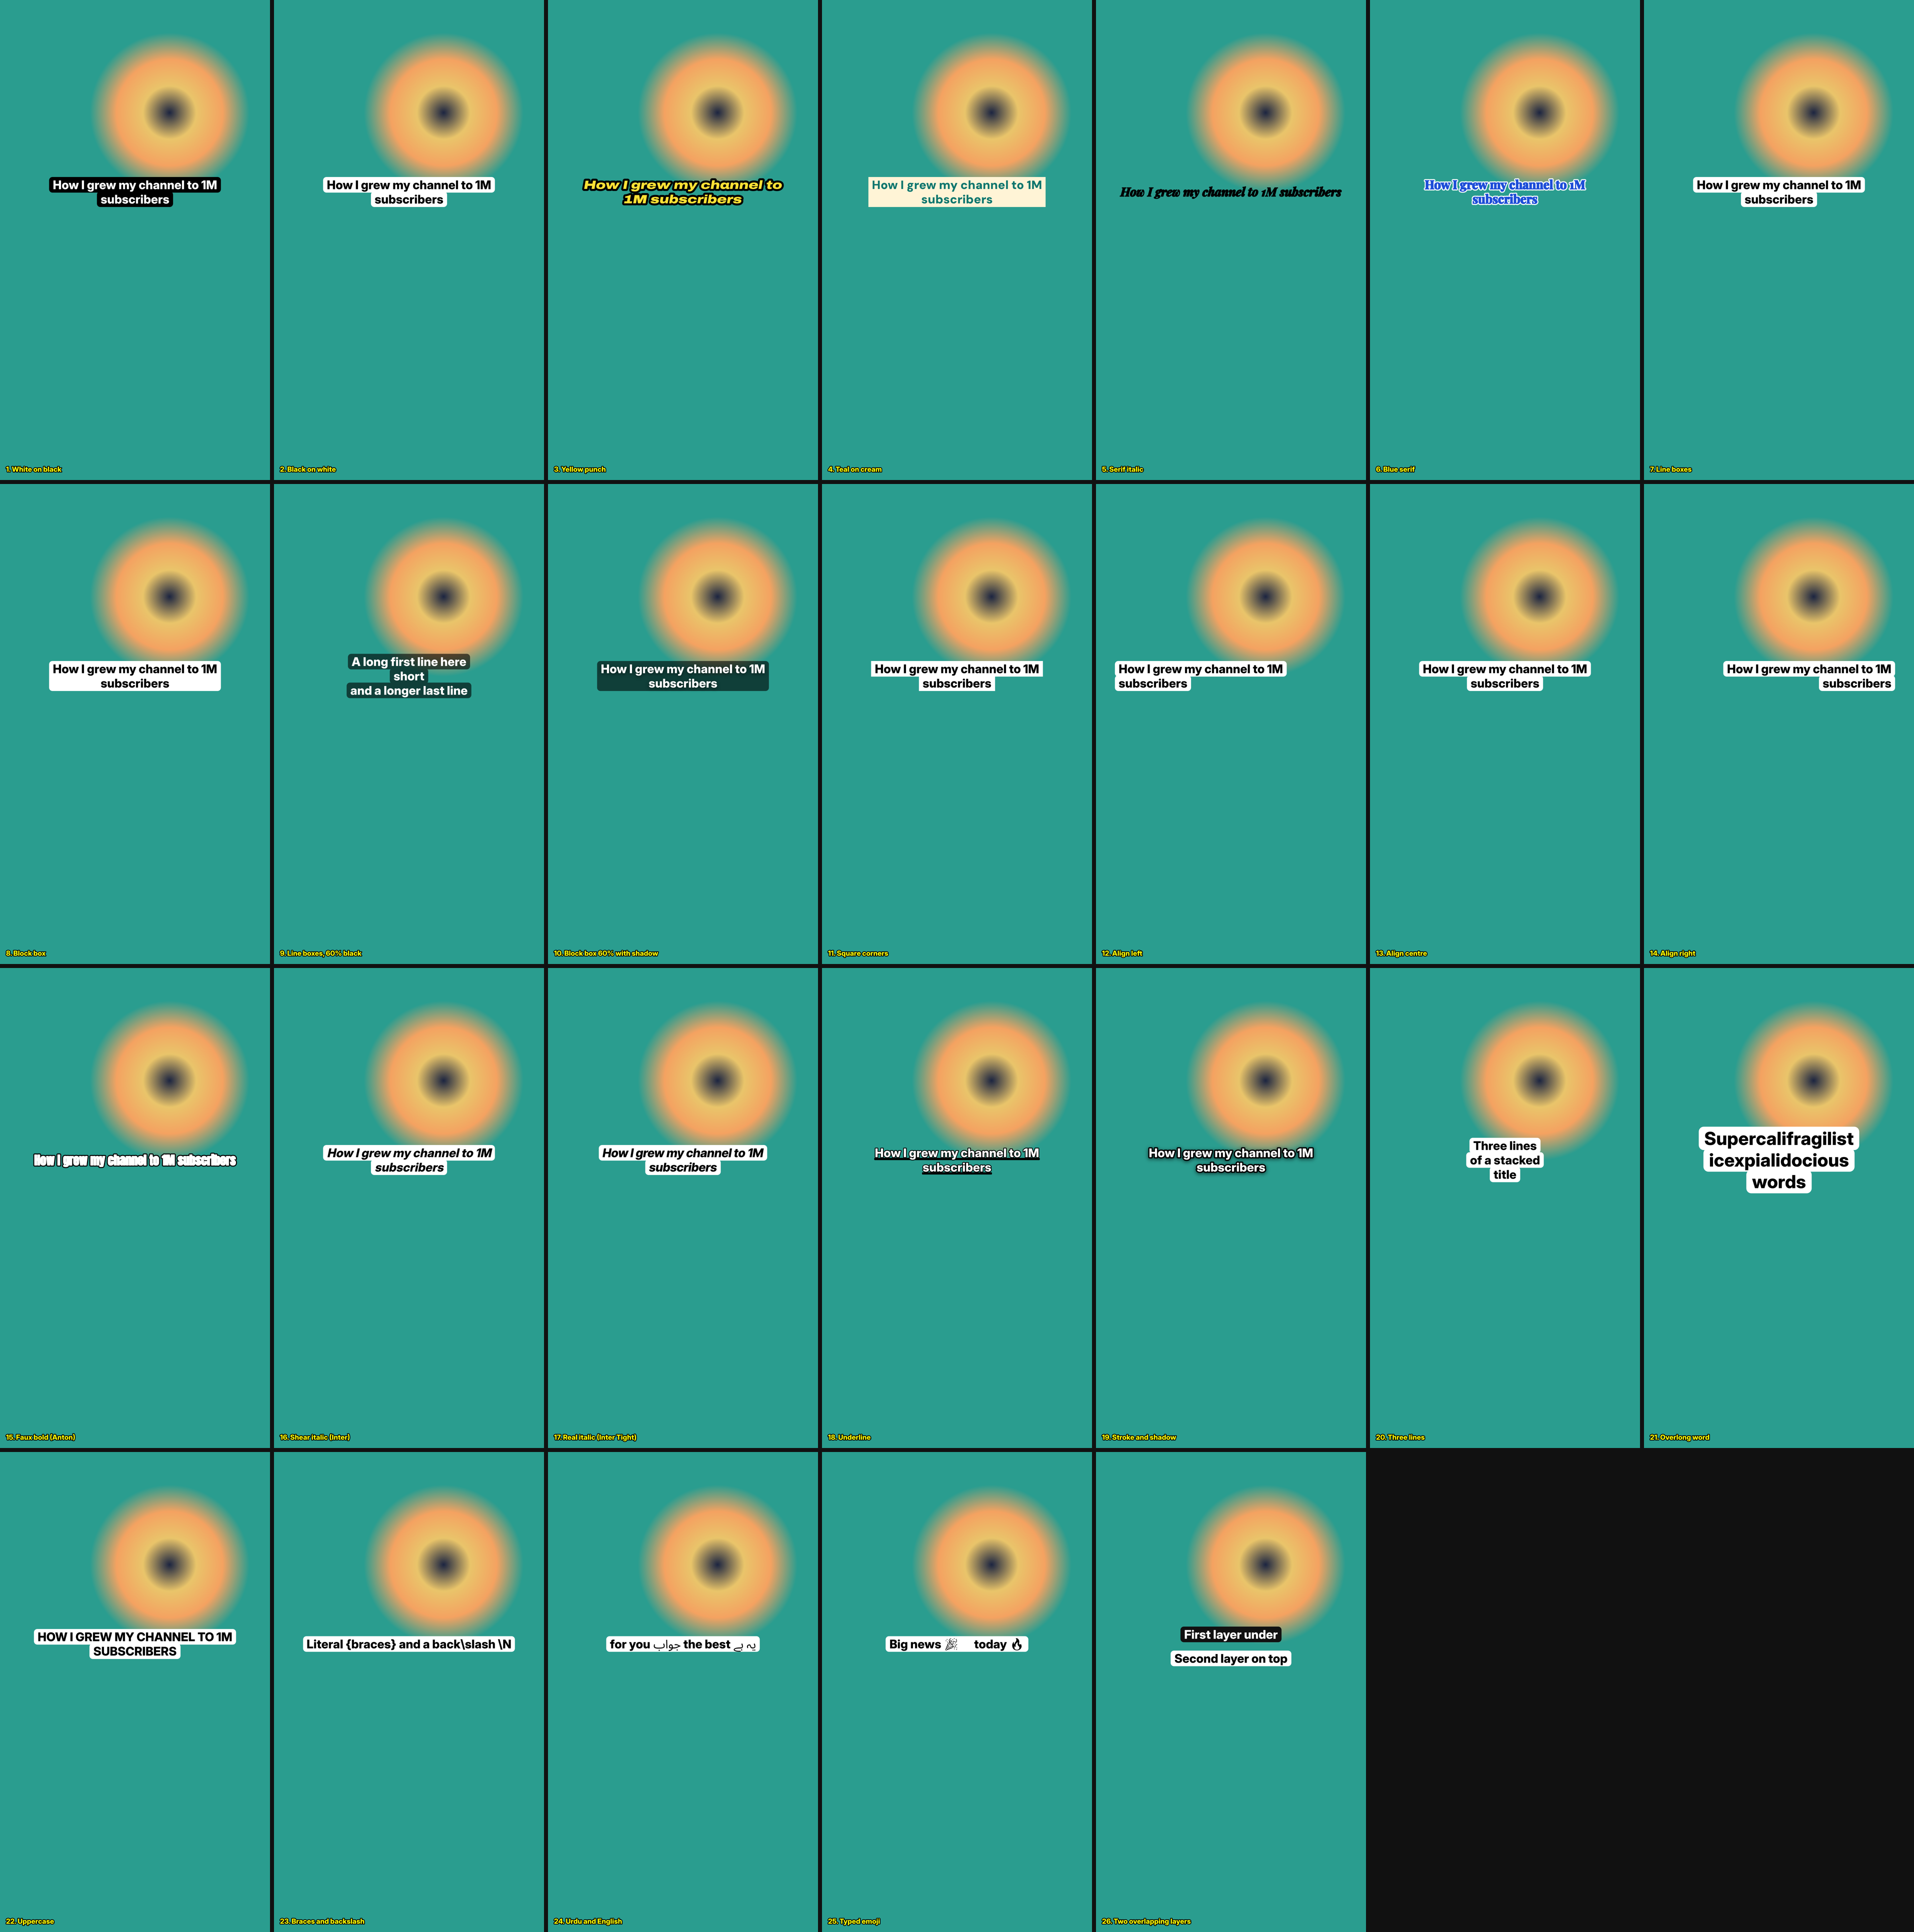 How I grew my channel to 1M
subscribers
1. White on black
How I grew my channel to 1M
subscribers
2. Black on white
How I grew my channel to
1M subscribers
3. Yellow punch
How I grew my channel to 1M
subscribers
4. Teal on cream
How I grew my channel to 1M subscribers
5. Serif italic
How I grew my channel to 1M
subscribers
6. Blue serif
How I grew my channel to 1M
subscribers
7. Line boxes
How I grew my channel to 1M
subscribers
8. Block box
A long first line here
short
and a longer last line
9. Line boxes, 60% black
How I grew my channel to 1M
subscribers
10. Block box 60% with shadow
How I grew my channel to 1M
subscribers
11. Square corners
How I grew my channel to 1M
subscribers
12. Align left
How I grew my channel to 1M
subscribers
13. Align centre
How I grew my channel to 1M
subscribers
14. Align right
How I grew my channel to 1M subscribers
15. Faux bold (Anton)
How I grew my channel to 1M
subscribers
16. Shear italic (Inter)
How I grew my channel to 1M
subscribers
17. Real italic (Inter Tight)
How I grew my channel to 1M
subscribers
18. Underline
How I grew my channel to 1M
subscribers
19. Stroke and shadow
Three lines
of a stacked
title
20. Three lines
Supercalifragilist
icexpialidocious
words
21. Overlong word
HOW I GREW MY CHANNEL TO 1M
SUBSCRIBERS
22. Uppercase
Literal {braces} and a back\slash \N
23. Braces and backslash
یہ ہے the best جواب for you
24. Urdu and English
Big news 🎉 today 🔥
25. Typed emoji
First layer under
Second layer on top
26. Two overlapping layers